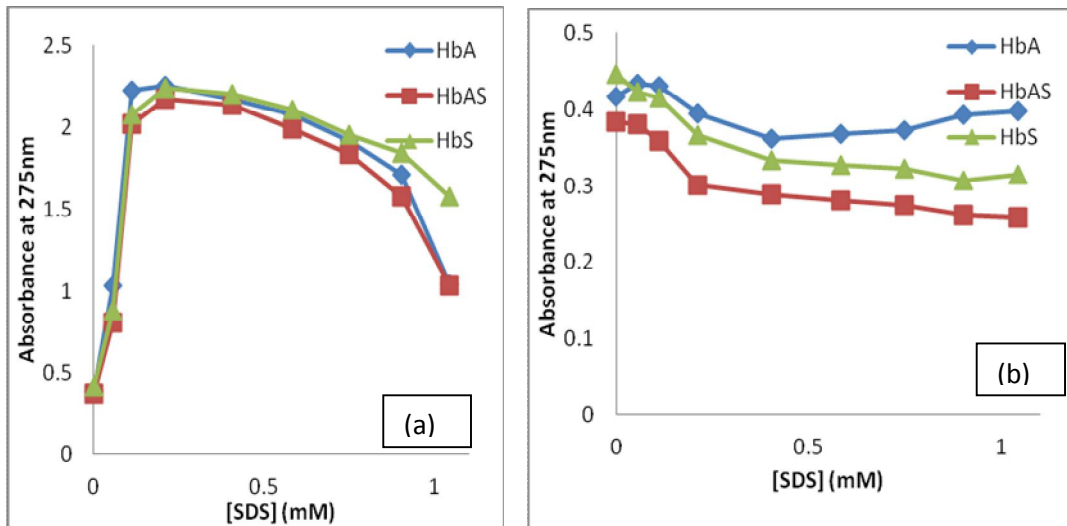 Absorbance at 275nm
2.5
2
1.5
1
0.5
0
0
0.5
1
[SDS] (mM)
HbA
HbAS
HbS
(a)
Absorbance at 275nm
0.5
0.4
0.3
0.2
0.1
0
0
0.5
1
[SDS] (mM)
HbA
HbAS
HbS
(b)